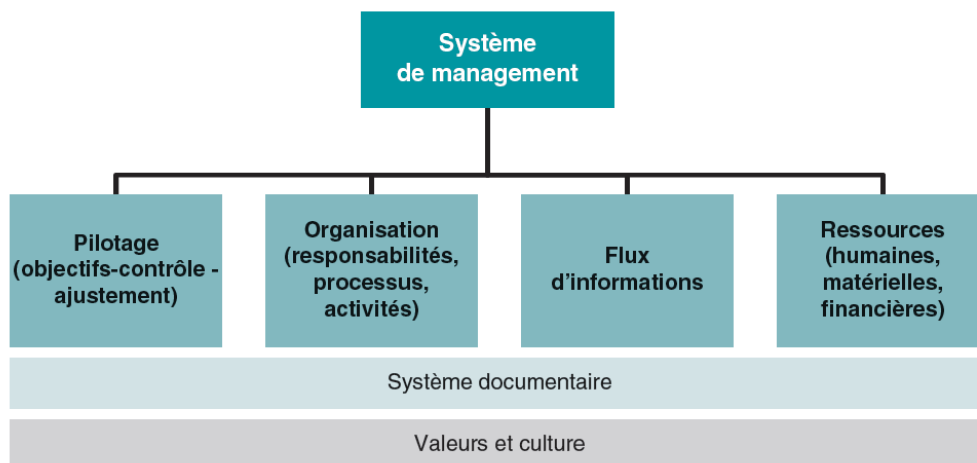 Système
de management
Pilotage
(objectifs-contrôle -
ajustement)
Organisation
(responsabilités,
processus,
activités)
Flux
d'informations
Ressources
(humaines,
matérielles,
financières)
Système documentaire
Valeurs et culture